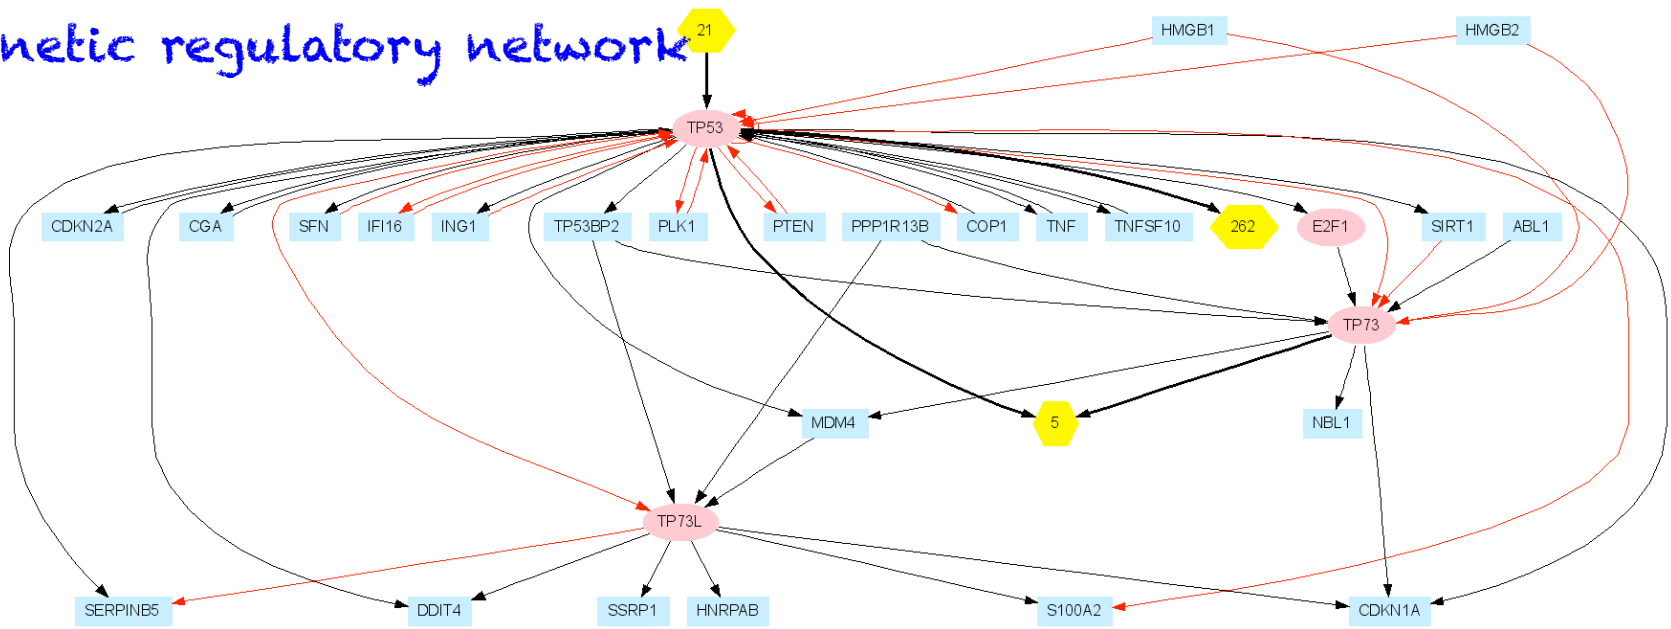 netic regulatory network
21
HMGB1
HMGB2
TP53
CDKN2A
CGA
SFN
IFI16
ING1
TP53BP2
PLK1
PTEN
PPP1R13B
COP1
TNF
TNFSF10
262
E2F1
SIRT1
ABL1
TP73
MDM4
5
NBL1
TP73L
SERPINB5
DDIT4
SSRP1
HNRPAB
S100A2
CDKN1A